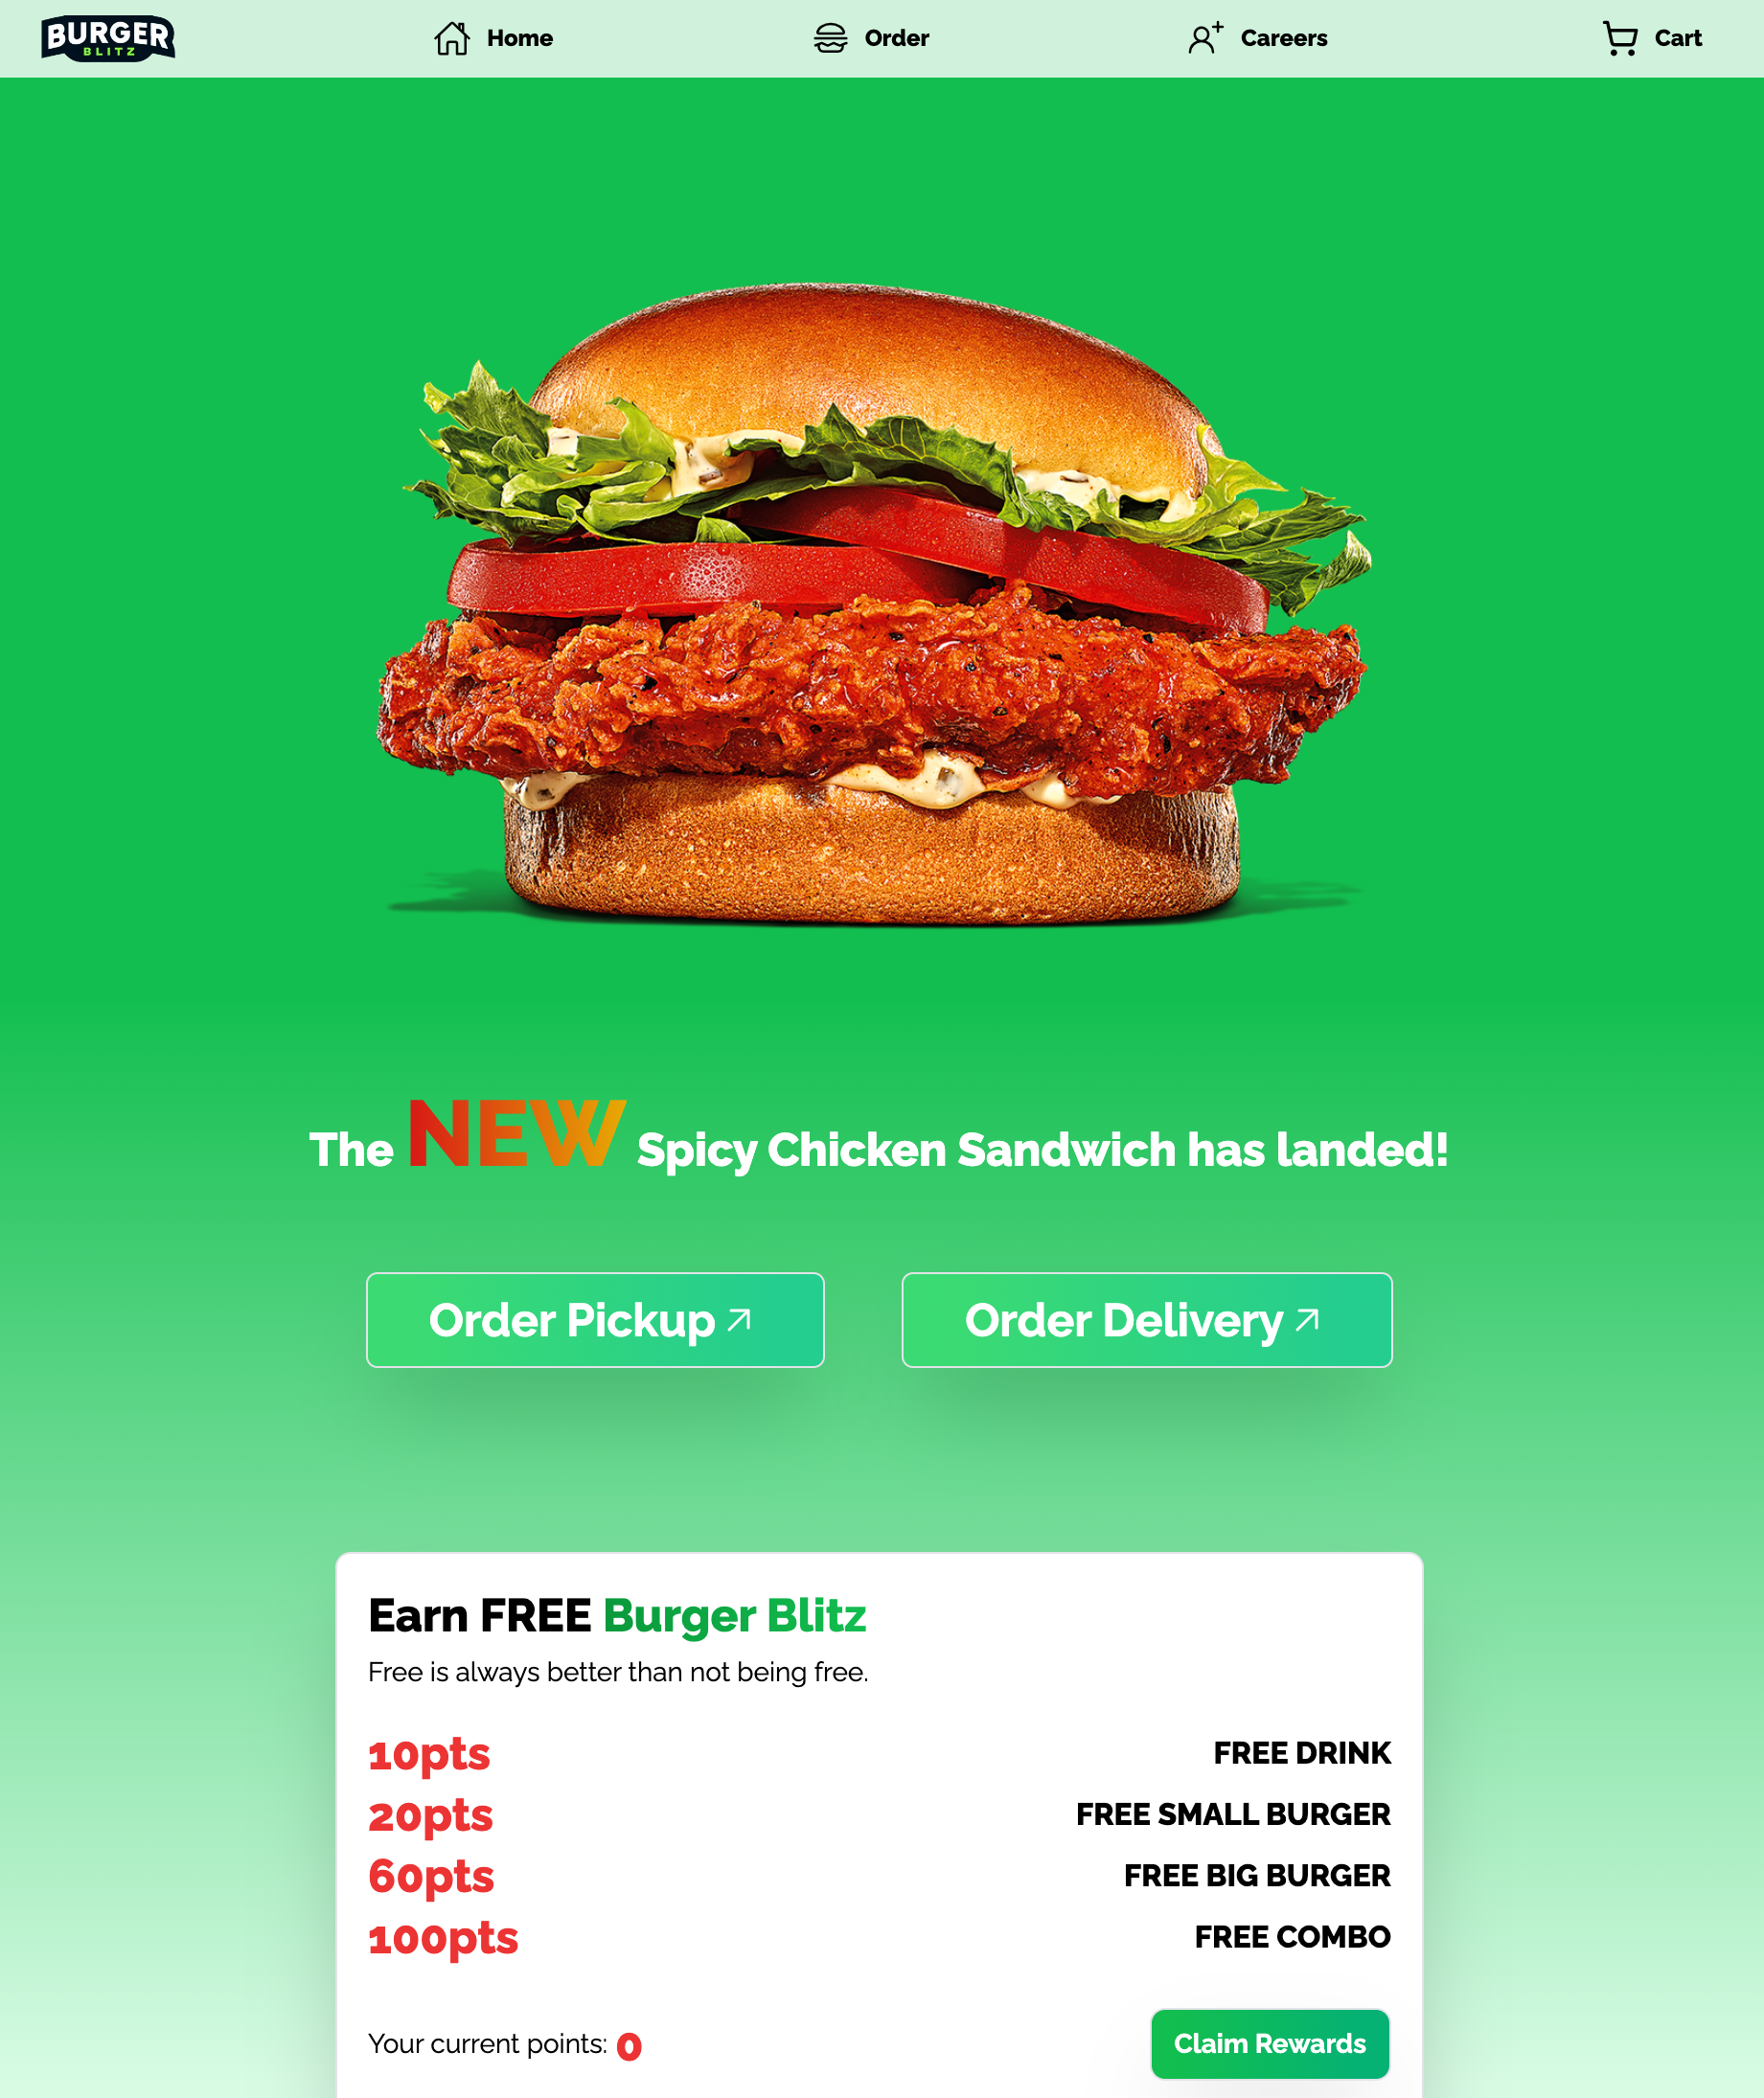 BURGER
BLITZ
Home
Order
Careers
Cart
The NEW Spicy Chicken Sandwich has landed!
Order Pickup
Order Delivery
Earn FREE Burger Blitz
Free is always better than not being free.
10pts FREE DRINK
20pts FREE SMALL BURGER
60pts FREE BIG BURGER
100pts FREE COMBO
Your current points: 0
Claim Rewards